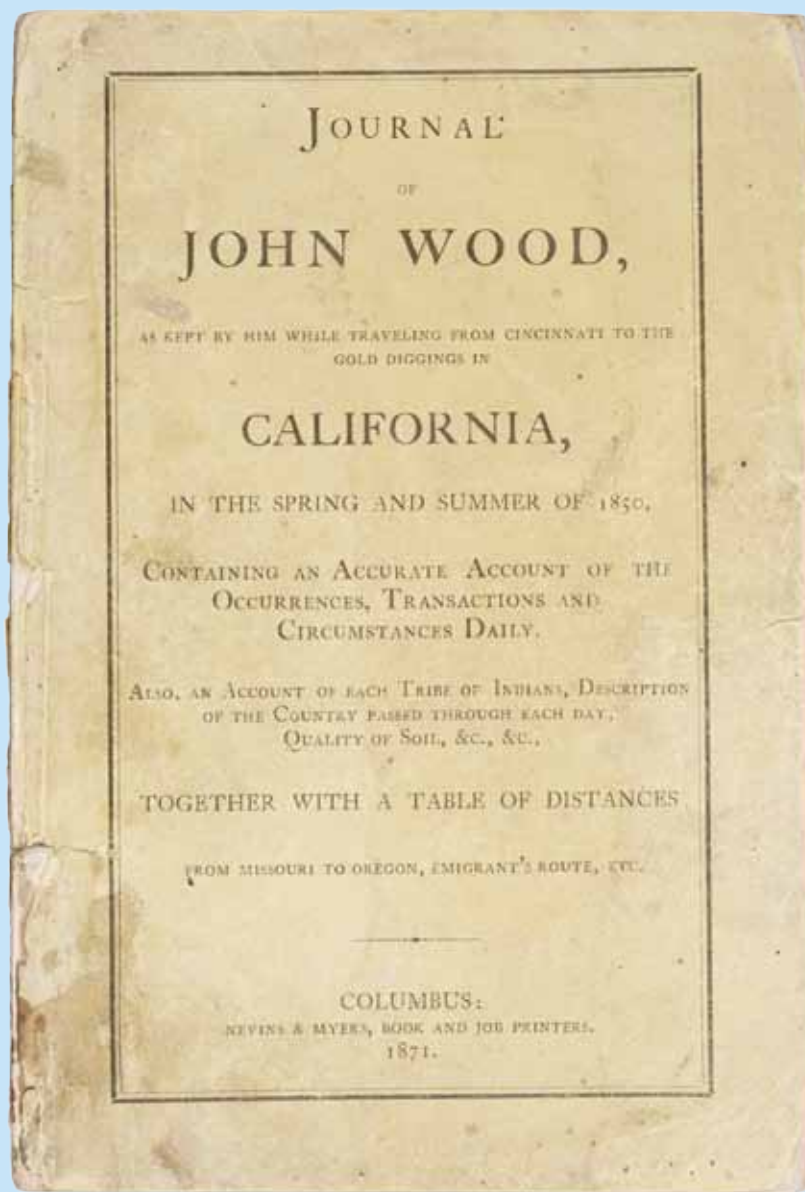 JOURNAL
OF
JOHN WOOD,
AS KEPT BY HIM WHILE TRAVELING FROM CINCINNATI TO THE
GOLD DIGGINGS IN
CALIFORNIA,
IN THE SPRING AND SUMMER OF 1850,
CONTAINING AN ACCURATE ACCOUNT OF THE
OCCURRENCES, TRANSACTIONS AND
CIRCUMSTANCES DAILY.
ALSO, AN ACCOUNT OF EACH TRIBE OF INDIANS, DESCRIPTION
OF THE COUNTRY PASSED THROUGH EACH DAY,
QUALITY OF SOIL, &C., &C.,
TOGETHER WITH A TABLE OF DISTANCES
FROM MISSOURI TO OREGON, EMIGRANT'S ROUTE, ETC.
COLUMBUS:
NEVINS & MYERS, BOOK AND JOB PRINTERS.
1871.